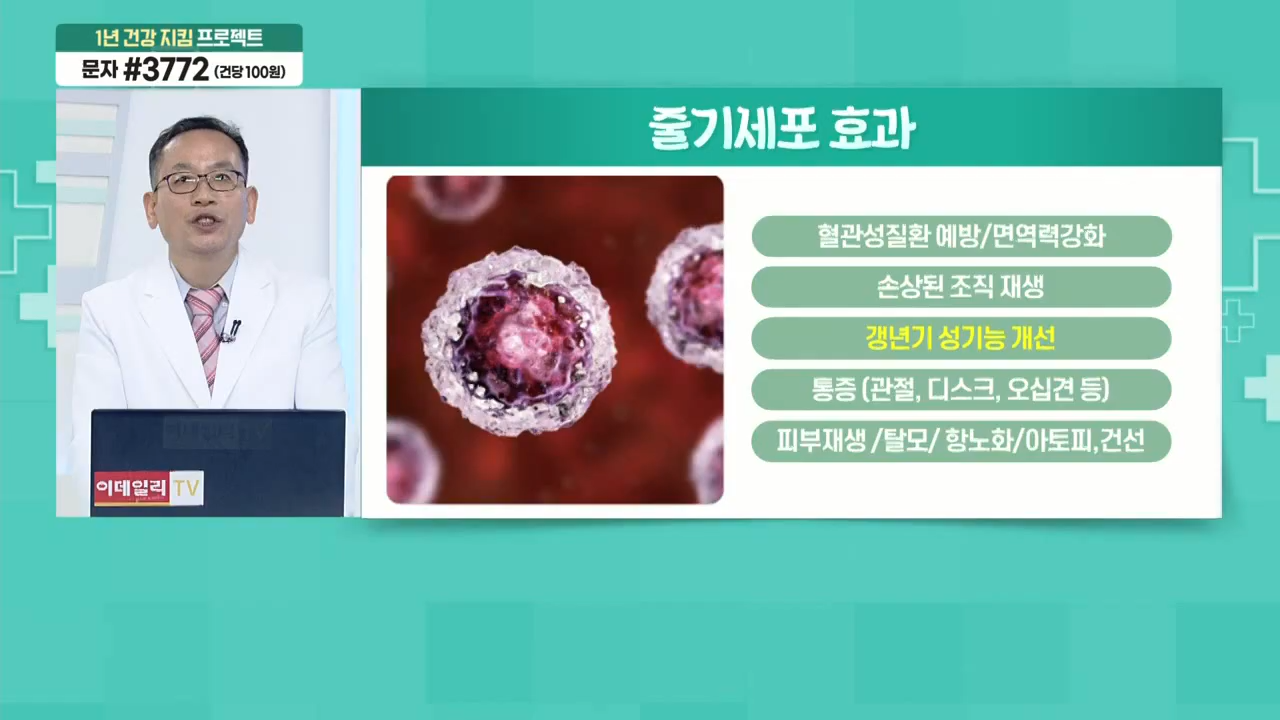 1년 건강 지킴 프로젝트
문자 #3772 (건당 100원)
줄기세포 효과
혈관성질환 예방/면역력강화
손상된 조직 재생
갱년기 성기능 개선
통증 (관절, 디스크, 오십견 등)
피부재생 /탈모/ 항노화/아토피,건선
이데일리 TV